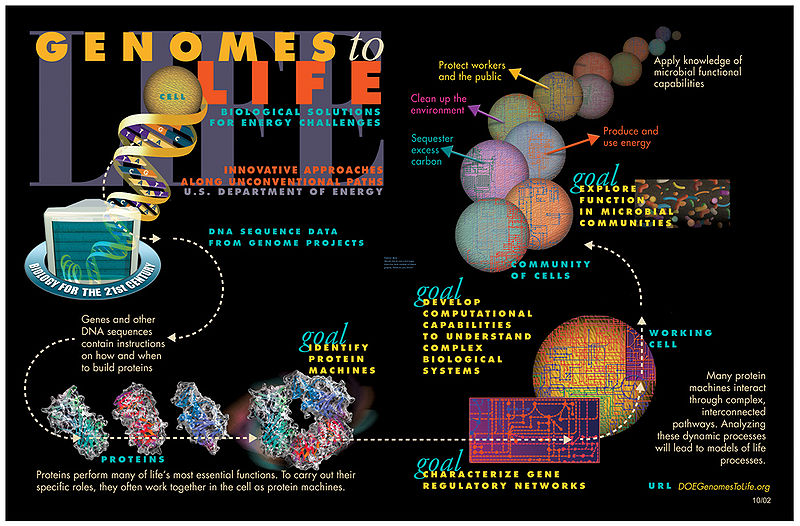 GENOMES to
LIFE
CELL
BIOLOGICAL SOLUTIONS
FOR ENERGY CHALLENGES
INNOVATIVE APPROACHES
ALONG UNCONVENTIONAL PATHS
U.S. DEPARTMENT OF ENERGY
BIOLOGY FOR THE 21ST CENTURY
DNA SEQUENCE DATA
FROM GENOME PROJECTS
Genes and other
DNA sequences
contain instructions
on how and when
to build proteins
PROTEINS
Proteins perform many of life's most essential functions. To carry out their
specific roles, they often work together in the cell as protein machines.
goal
IDENTIFY
PROTEIN
MACHINES
goal
CHARACTERIZE GENE
REGULATORY NETWORKS
goal
DEVELOP
COMPUTATIONAL
CAPABILITIES
TO UNDERSTAND
COMPLEX
BIOLOGICAL
SYSTEMS
WORKING
CELL
Many protein
machines interact
through complex,
interconnected
pathways. Analyzing
these dynamic processes
will lead to models of life
processes.
COMMUNITY
OF CELLS
goal
EXPLORE
FUNCTION
IN MICROBIAL
COMMUNITIES
Sequester
excess
carbon
Clean up the
environment
Protect workers
and the public
Produce and
use energy
Apply knowledge of
microbial functional
capabilities
URL DOEGenomesToLife.org
10/02